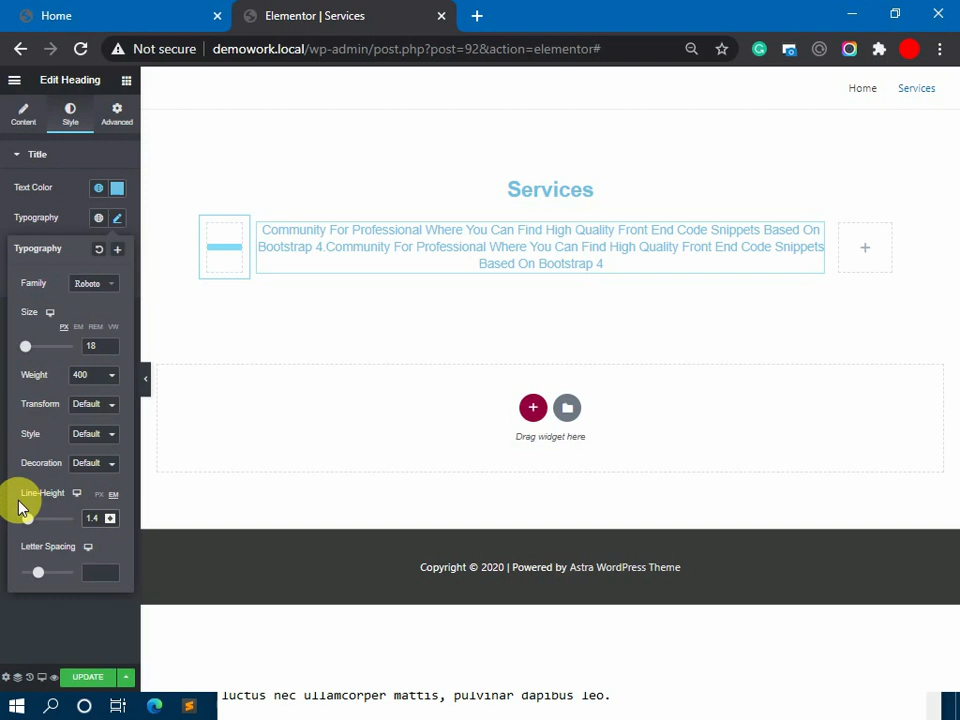 Home
Elementor | Services
Not secure
demowork.local/wp-admin/post.php?post=92&action=elementor#
Edit Heading
Content
Style
Advanced
Title
Text Color
Typography
Typography
Family
Roboto
Size
PX EM REM VW
18
Weight
400
Transform
Default
Style
Default
Decoration
Default
Line-Height
PX EM
1.4
Letter Spacing
UPDATE
Home
Services
Services
Community For Professional Where You Can Find High Quality Front End Code Snippets Based On
Bootstrap 4.Community For Professional Where You Can Find High Quality Front End Code Snippets
Based On Bootstrap 4
Drag widget here
Copyright © 2020 | Powered by Astra WordPress Theme
luctus nec ullamcorper mattis, pulvinar dapibus leo.